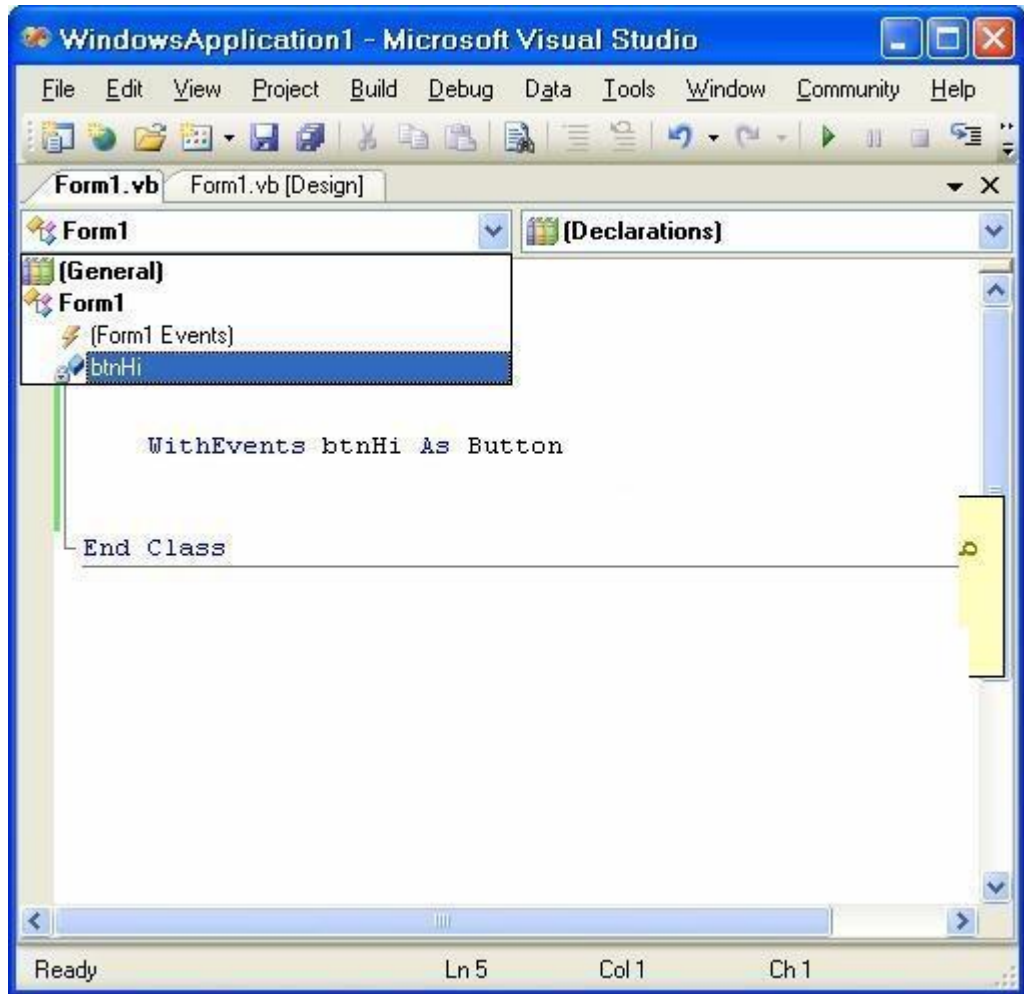 WindowsApplication1 - Microsoft Visual Studio
File Edit View Project Build Debug Data Tools Window Community Help
Form1.vb Form1.vb [Design]
Form1 (Declarations)
(General)
Form1
(Form1 Events)
btnHi
WithEvents btnHi As Button
End Class
Ready Ln 5 Col 1 Ch 1